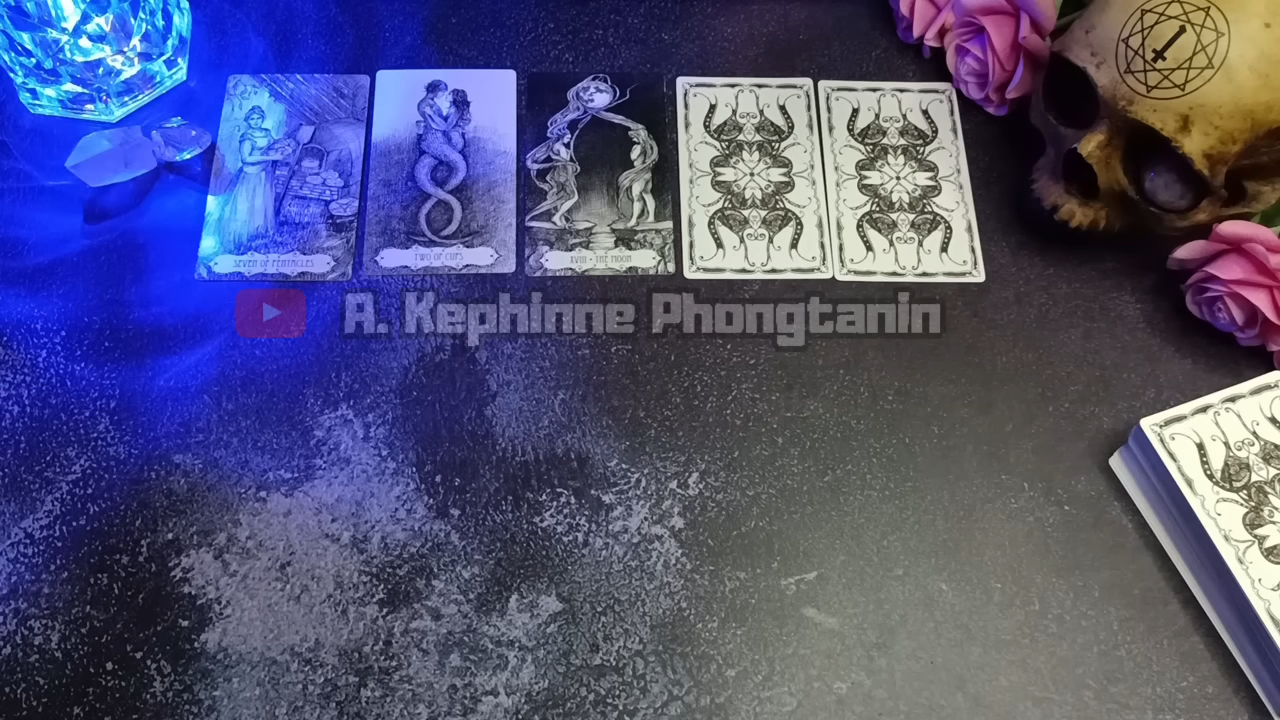 SEVEN OF PENTACLES
TWO OF CUPS
XVIII • THE MOON
A. Kephinne Phongtanin